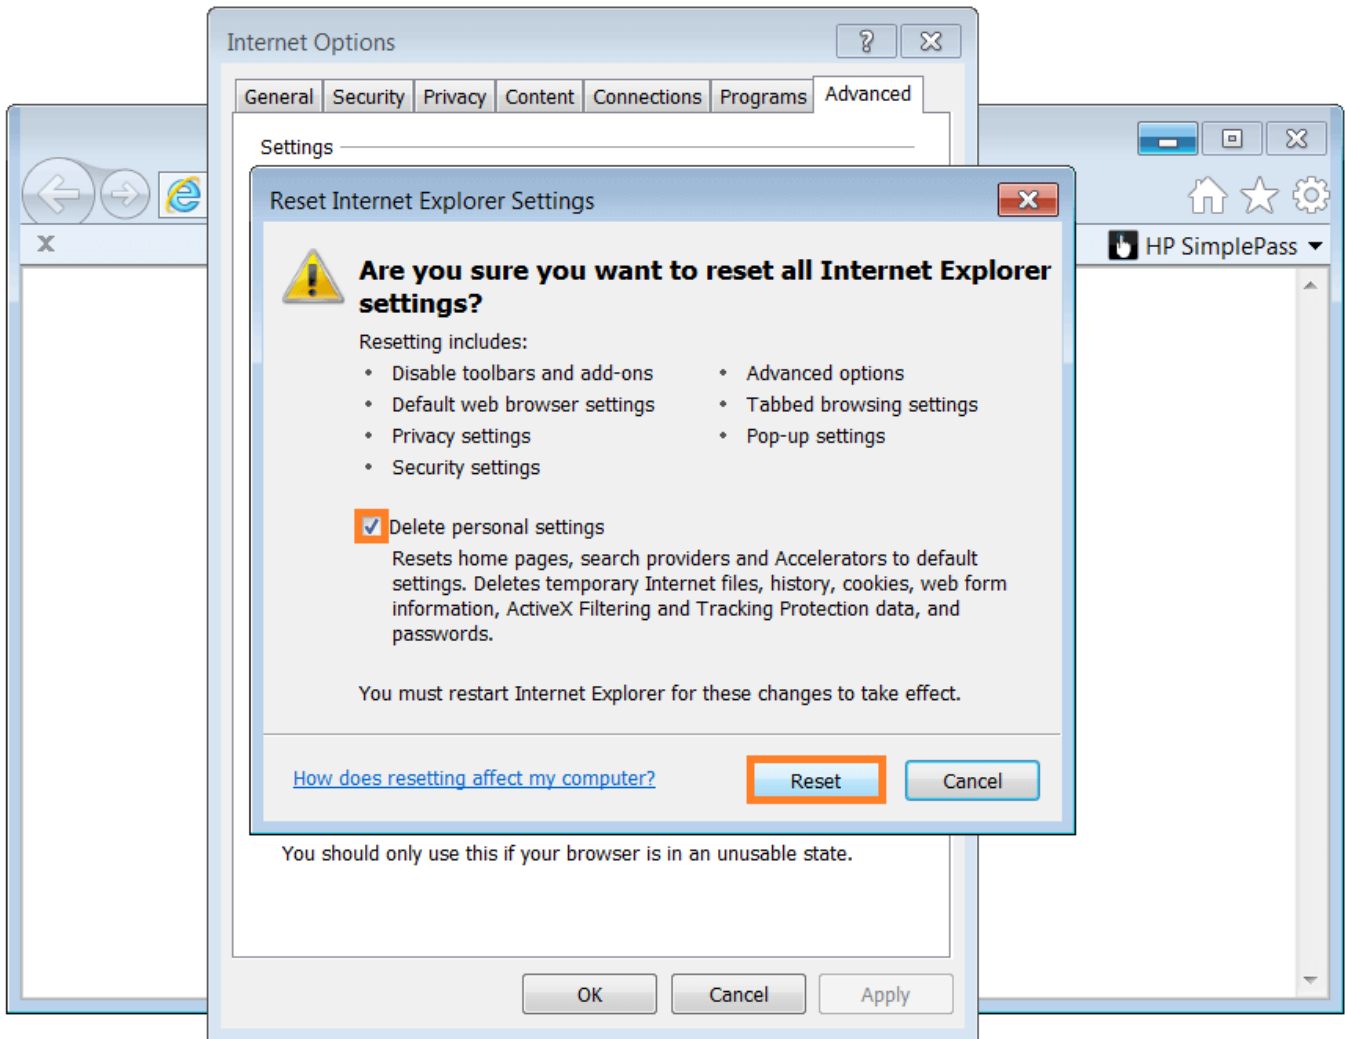 Internet Options
General Security Privacy Content Connections Programs Advanced
Settings
Reset Internet Explorer Settings
HP SimplePass
Are you sure you want to reset all Internet Explorer
settings?
Resetting includes:
• Disable toolbars and add-ons
• Default web browser settings
• Privacy settings
• Security settings
• Advanced options
• Tabbed browsing settings
• Pop-up settings
Delete personal settings
Resets home pages, search providers and Accelerators to default
settings. Deletes temporary Internet files, history, cookies, web form
information, ActiveX Filtering and Tracking Protection data, and
passwords.
You must restart Internet Explorer for these changes to take effect.
How does resetting affect my computer?
Reset Cancel
You should only use this if your browser is in an unusable state.
OK Cancel Apply